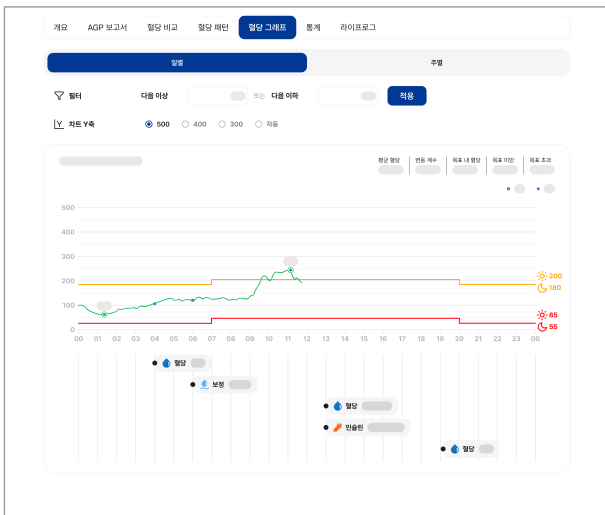 개요 AGP 보고서 혈당 비교 혈당 패턴 혈당 그래프 통계 라이프로그
일별 주별
필터 다음 이상 또는 다음 이하 적용
차트 Y축 500 400 300 자동
평균 혈당 변동 계수 목표 내 혈당 목표 미만 목표 초과
500
400
300
200 200
180
100
85
0 55
00 01 02 03 04 05 06 07 08 09 10 11 12 13 14 15 16 17 18 19 20 21 22 23 00
혈당
보정
혈당
인슐린
혈당